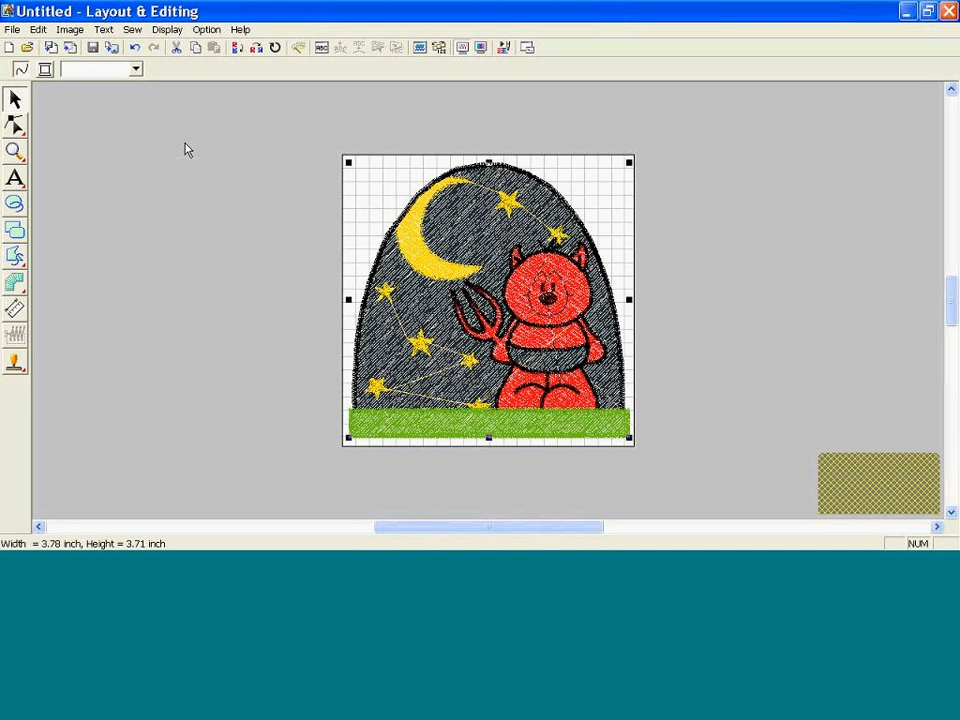 Untitled - Layout & Editing
File Edit Image Text Sew Display Option Help
ABC
A
Width = 3.78 inch, Height = 3.71 inch
NUM